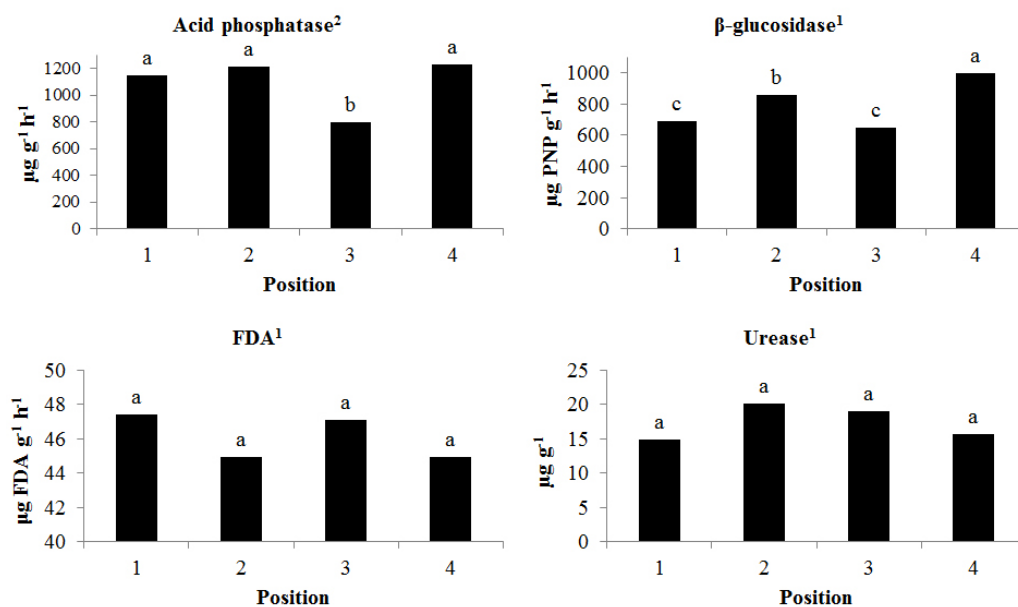 Acid phosphatase²
a a a
b
1200
1000
800
600
400
200
0
µg g⁻¹ h⁻¹
1 2 3 4
Position
β-glucosidase¹
a
b
c c
1000
800
600
400
200
0
µg PNP g⁻¹ h⁻¹
1 2 3 4
Position
FDA¹
50
48
46
44
42
40
a a a a
µg FDA g⁻¹ h⁻¹
1 2 3 4
Position
Urease¹
25
20
15
10
5
0
a a a a
µg g⁻¹
1 2 3 4
Position